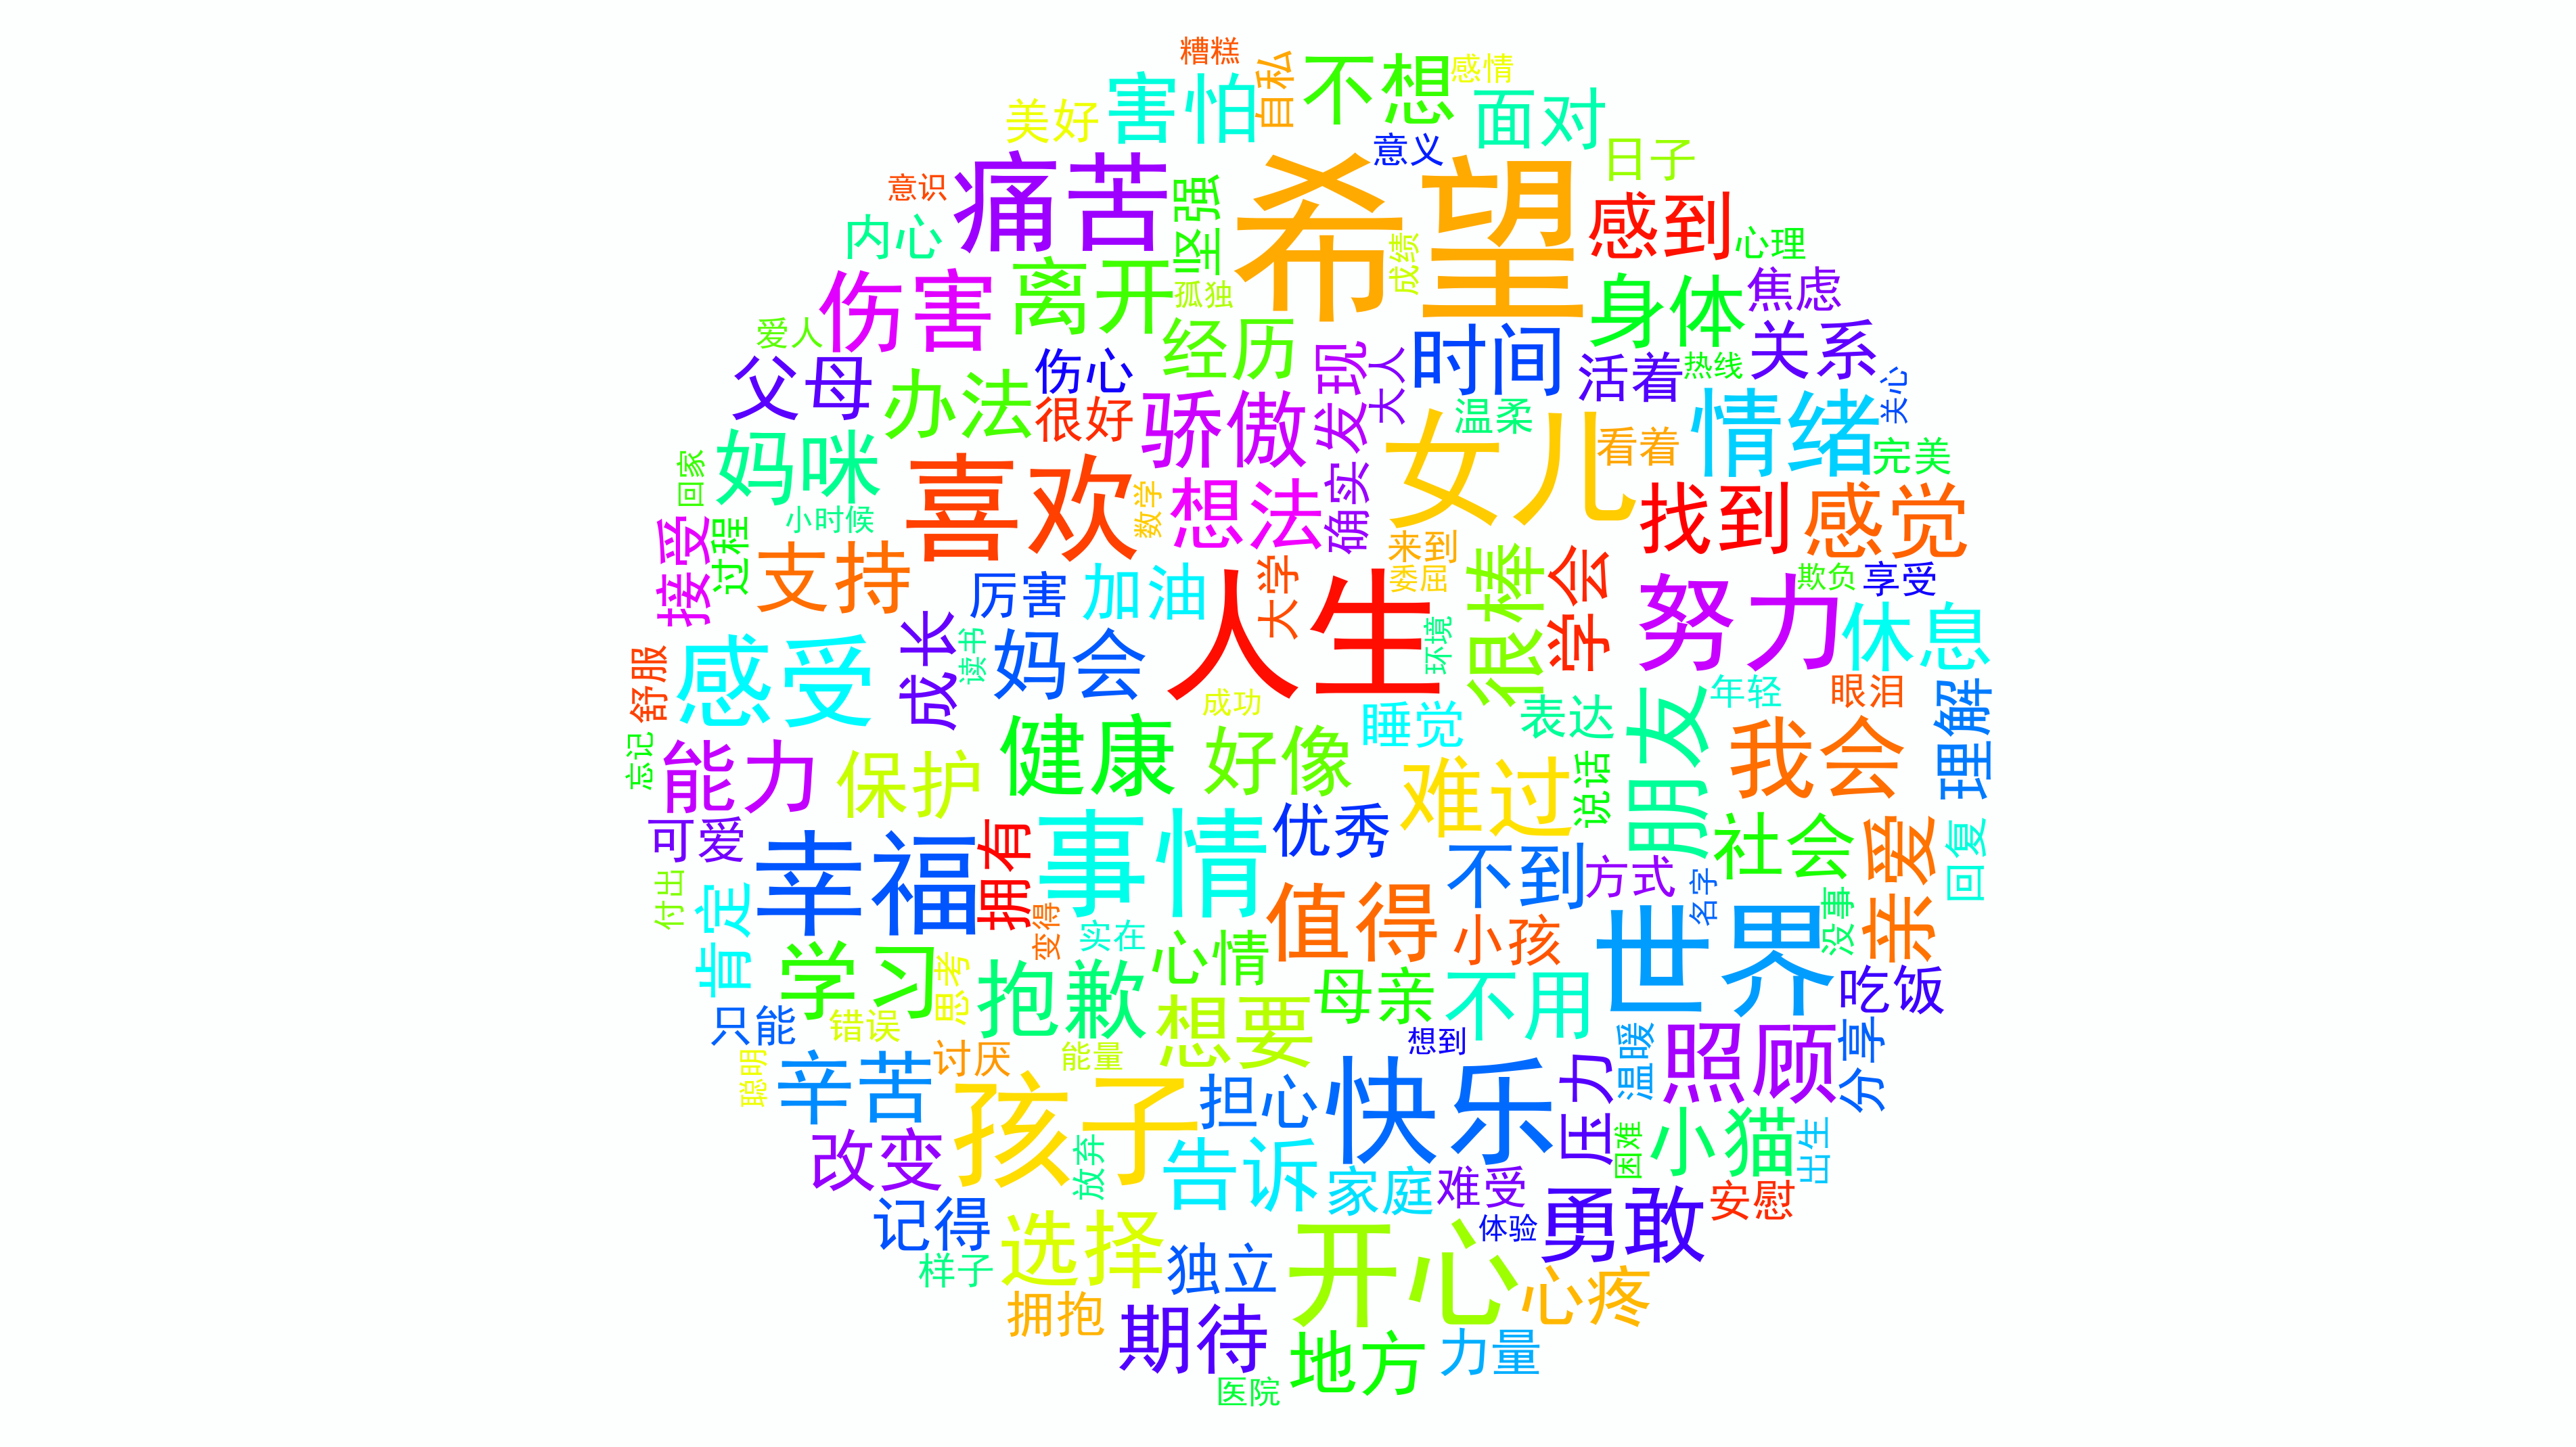 糟糕
自私
不想
感情
害怕
美好
面对
意义
日子
痛苦
希望
意识
坚强
感到
内心
成绩
心理
伤害
离开
孤独
身体
焦虑
爱人
经历
时间
关系
父母
伤心
发现
大人
活着
热线
关心
办法
很好
骄傲
温柔
女儿
看着
情绪
完美
妈咪
回家
喜欢
数学
想法
确实
找到
感觉
小时候
接受
过程
支持
来到
委屈
厉害
加油
大学
人生
很棒
学会
努力
欺负
享受
休息
感受
舒服
成长
读书
妈会
环境
成功
睡觉
表达
朋友
年轻
眼泪
理解
忘记
能力
保护
健康
好像
难过
说话
我会
可爱
幸福
拥有
事情
优秀
不到
方式
社会
亲爱
回复
付出
肯定
变得
实在
值得
小孩
名字
世界
没事
学习
思考
抱歉
心情
母亲
不用
吃饭
只能
错误
讨厌
能量
想要
想到
温暖
照顾
分享
聪明
辛苦
孩子
担心
快乐
压力
小猫
出生
改变
放弃
告诉
家庭
难受
困难
勇敢
安慰
记得
样子
选择
独立
开心
体验
心疼
拥抱
期待
地方
力量
医院